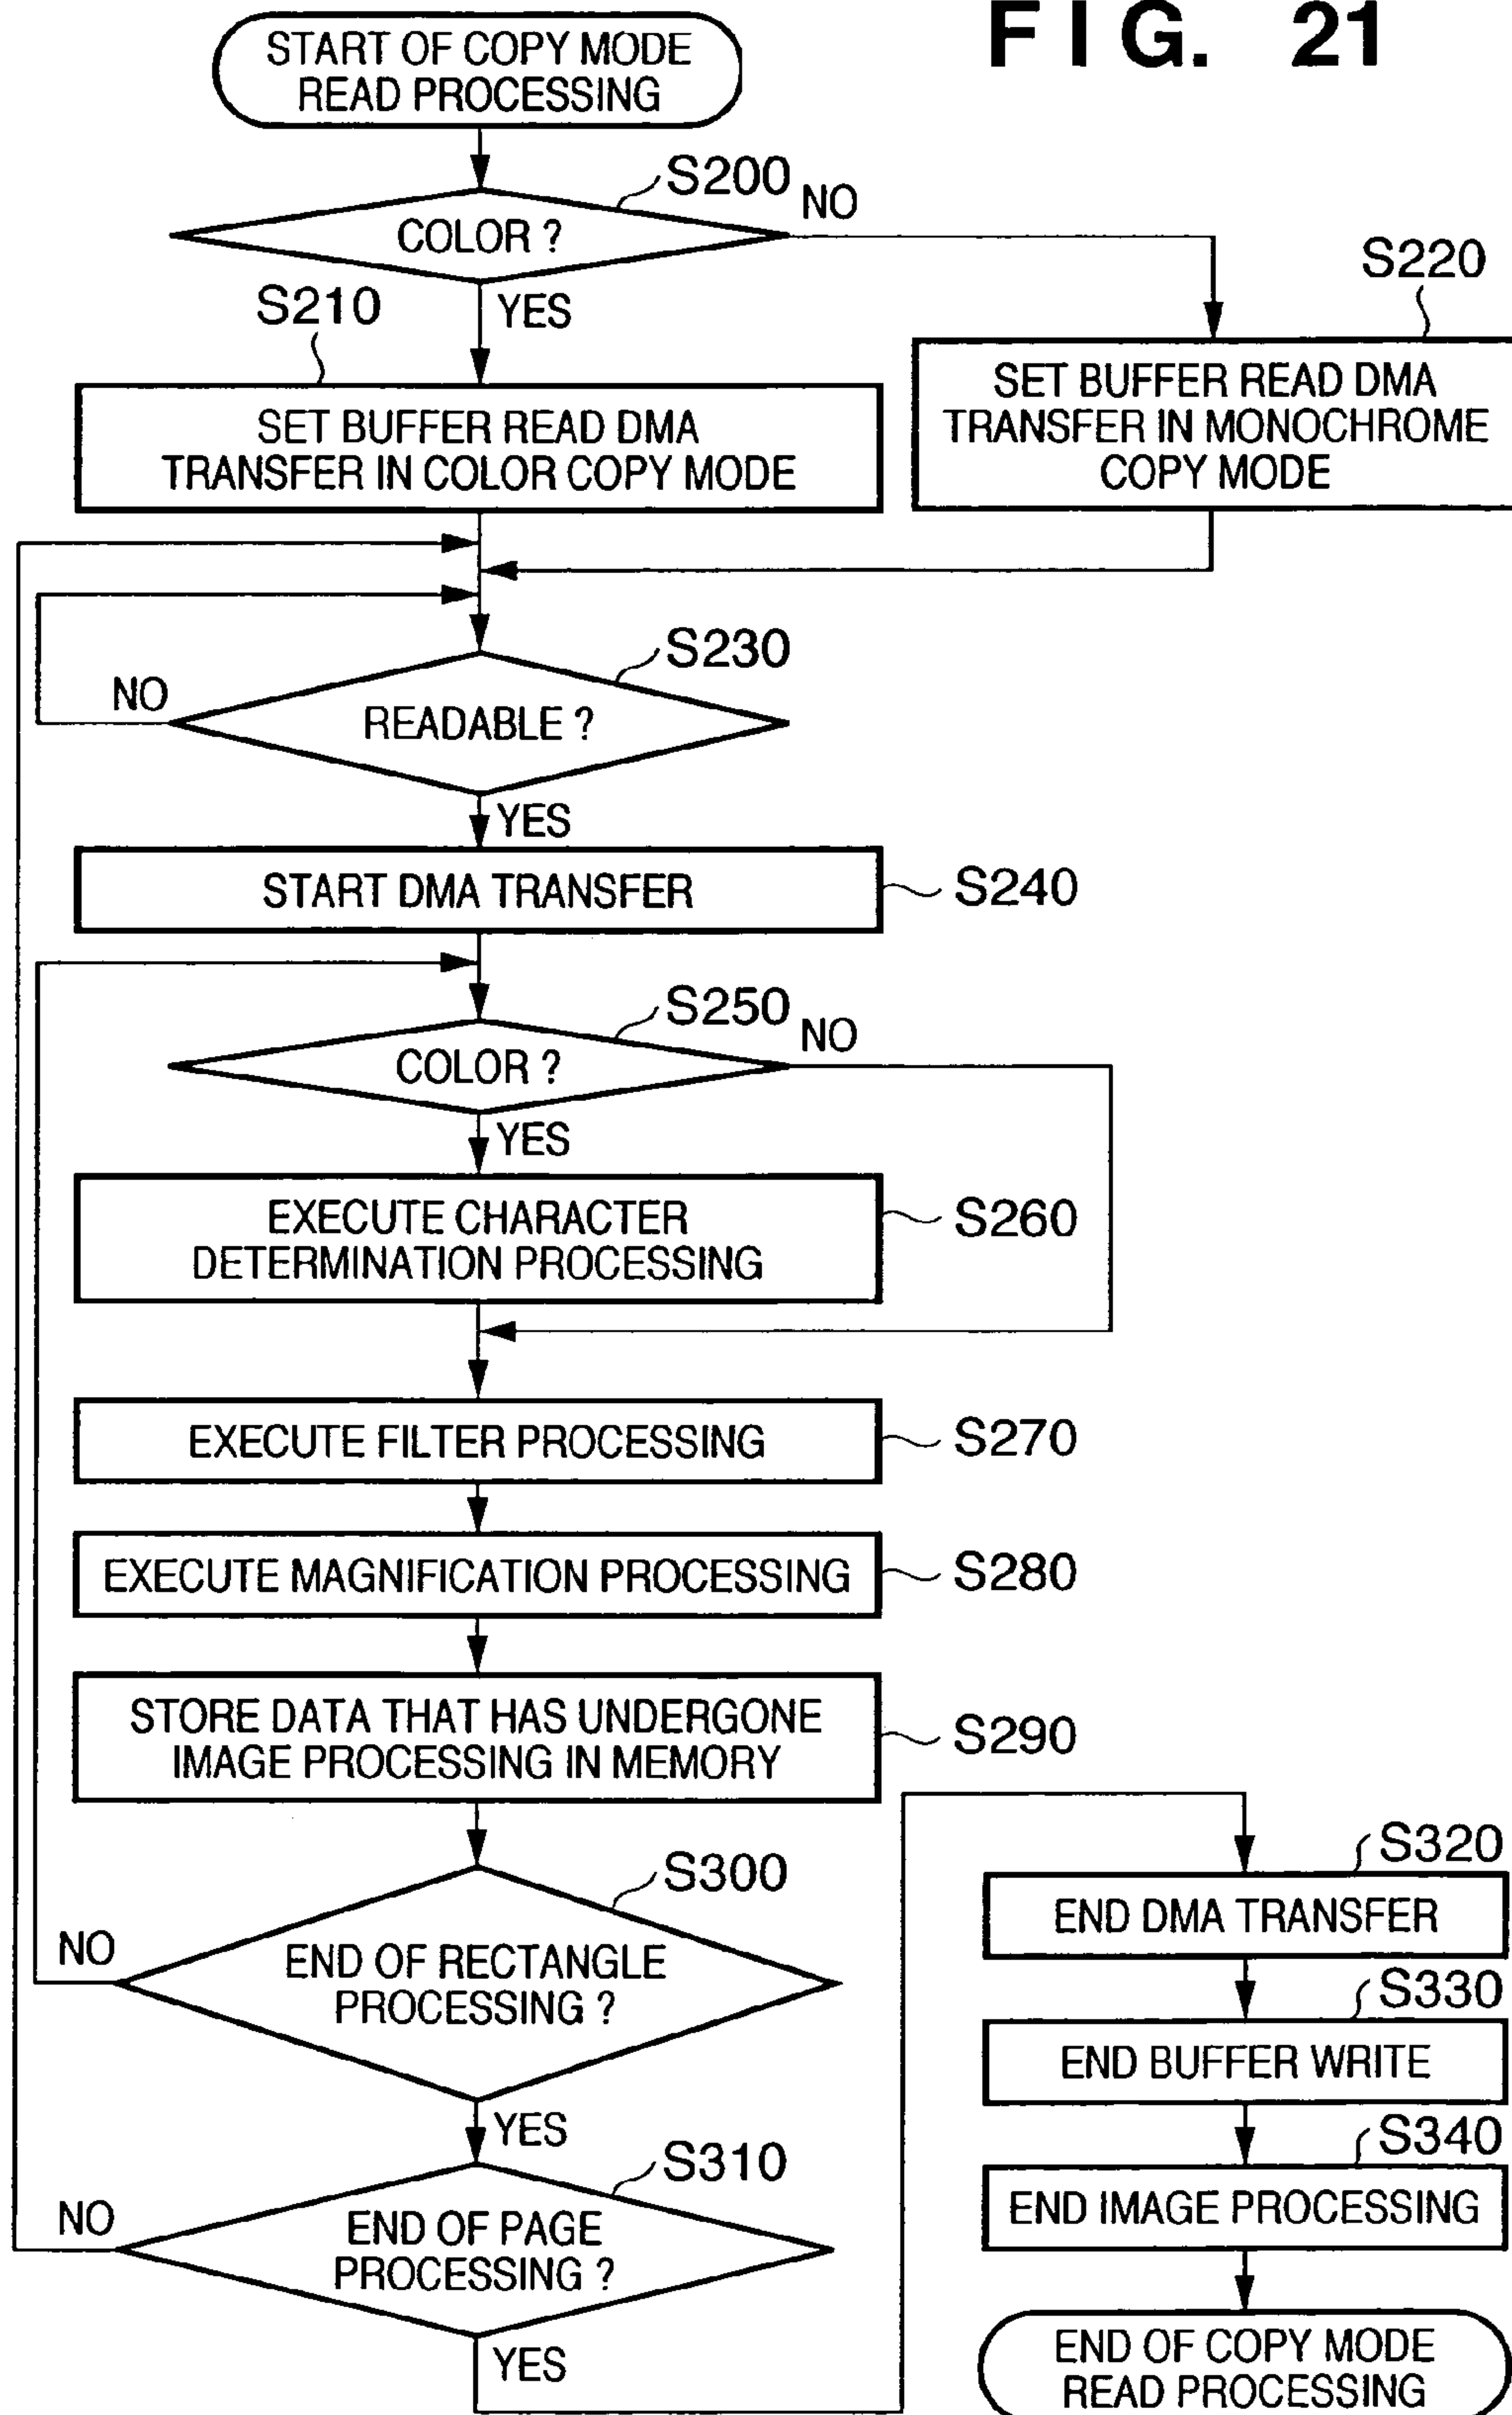 FIG. 21
START OF COPY MODE
READ PROCESSING
S200
COLOR ?
NO
YES
S210
SET BUFFER READ DMA
TRANSFER IN COLOR COPY MODE
S220
SET BUFFER READ DMA
TRANSFER IN MONOCHROME
COPY MODE
S230
READABLE ?
NO
YES
START DMA TRANSFER
S240
S250
COLOR ?
NO
YES
EXECUTE CHARACTER
DETERMINATION PROCESSING
S260
EXECUTE FILTER PROCESSING
S270
EXECUTE MAGNIFICATION PROCESSING
S280
STORE DATA THAT HAS UNDERGONE
IMAGE PROCESSING IN MEMORY
S290
S300
END OF RECTANGLE
PROCESSING ?
NO
YES
S310
END OF PAGE
PROCESSING ?
NO
YES
S320
END DMA TRANSFER
S330
END BUFFER WRITE
S340
END IMAGE PROCESSING
END OF COPY MODE
READ PROCESSING